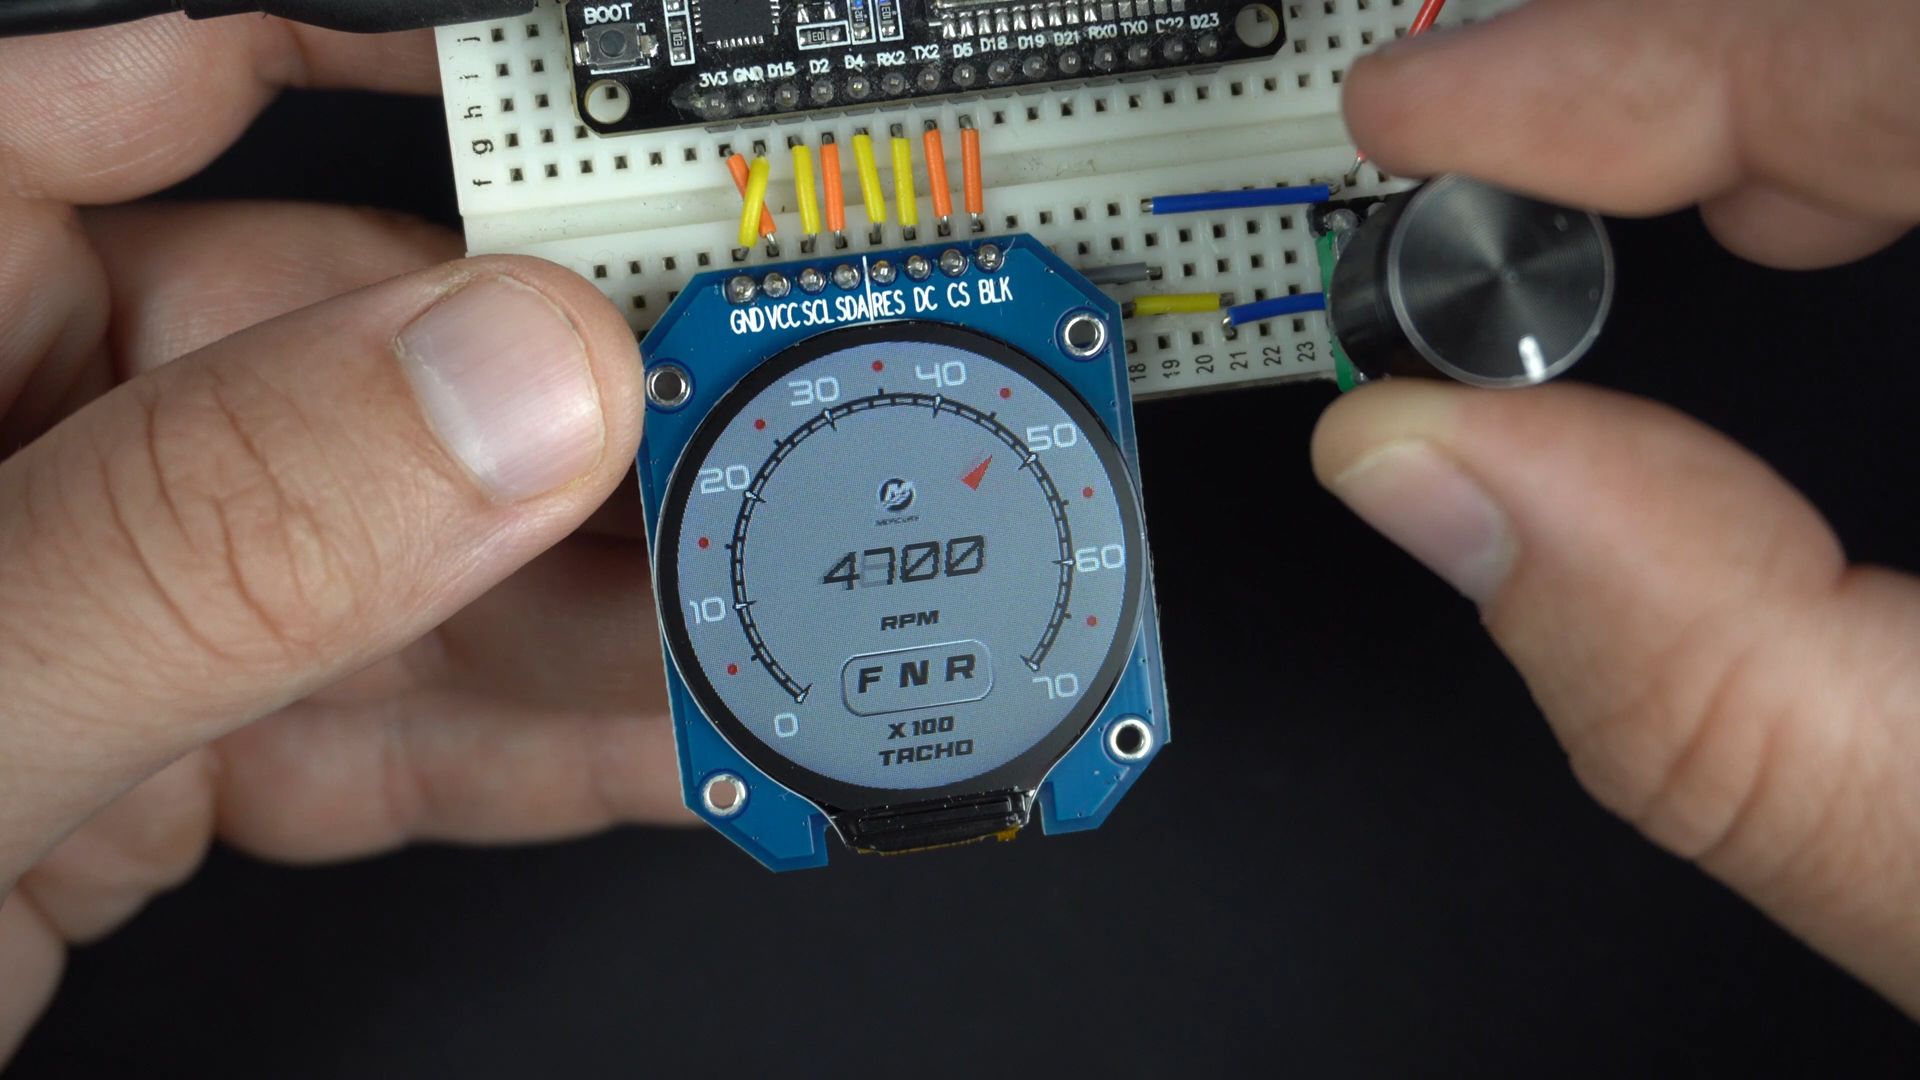 BOOT
3V3 GND D15 D2 D4 RX2 TX2 D5 D18 D19 D21 RX0 TX0 D22 D23
j
i
h
g
f
GND VCC SCL SDA RES DC CS BLK
18 19 20 21 22 23
0 10 20 30 40 50 60 70
MERCURY
4700
RPM
F N R
X100
TACHO